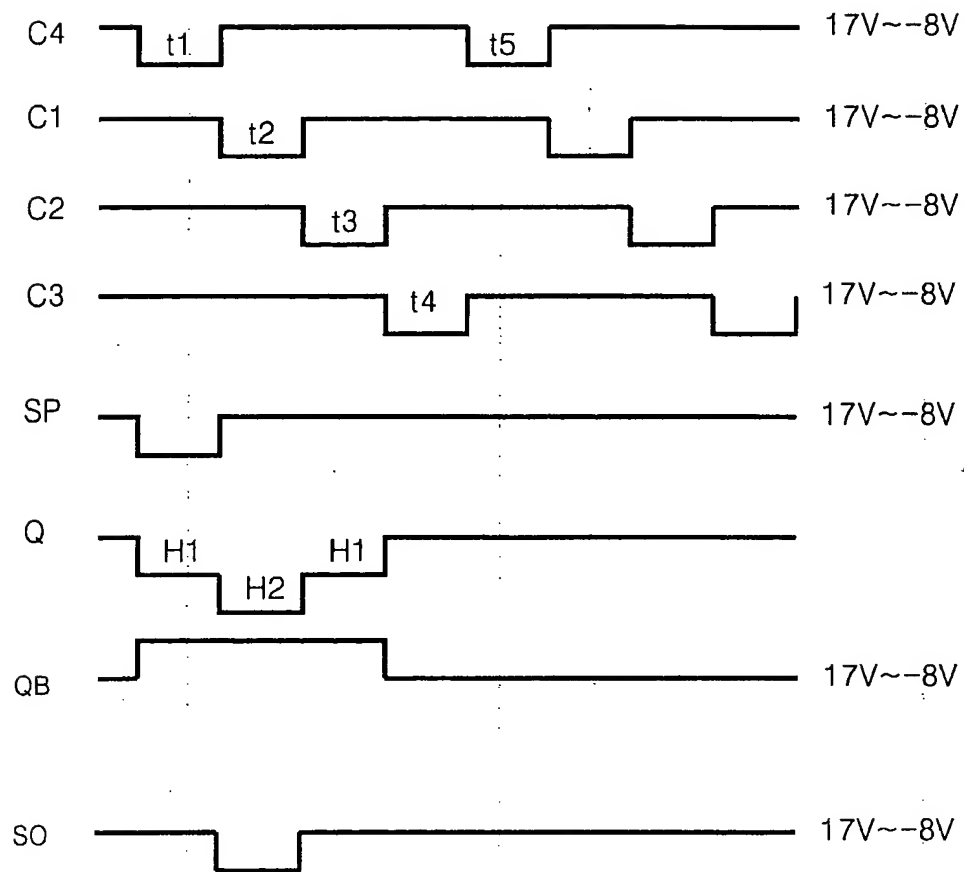 C4 t1 t5 17V~-8V
C1 t2 17V~-8V
C2 t3 17V~-8V
C3 t4 17V~-8V
SP 17V~-8V
Q H1 H2 H1
QB 17V~-8V
SO 17V~-8V